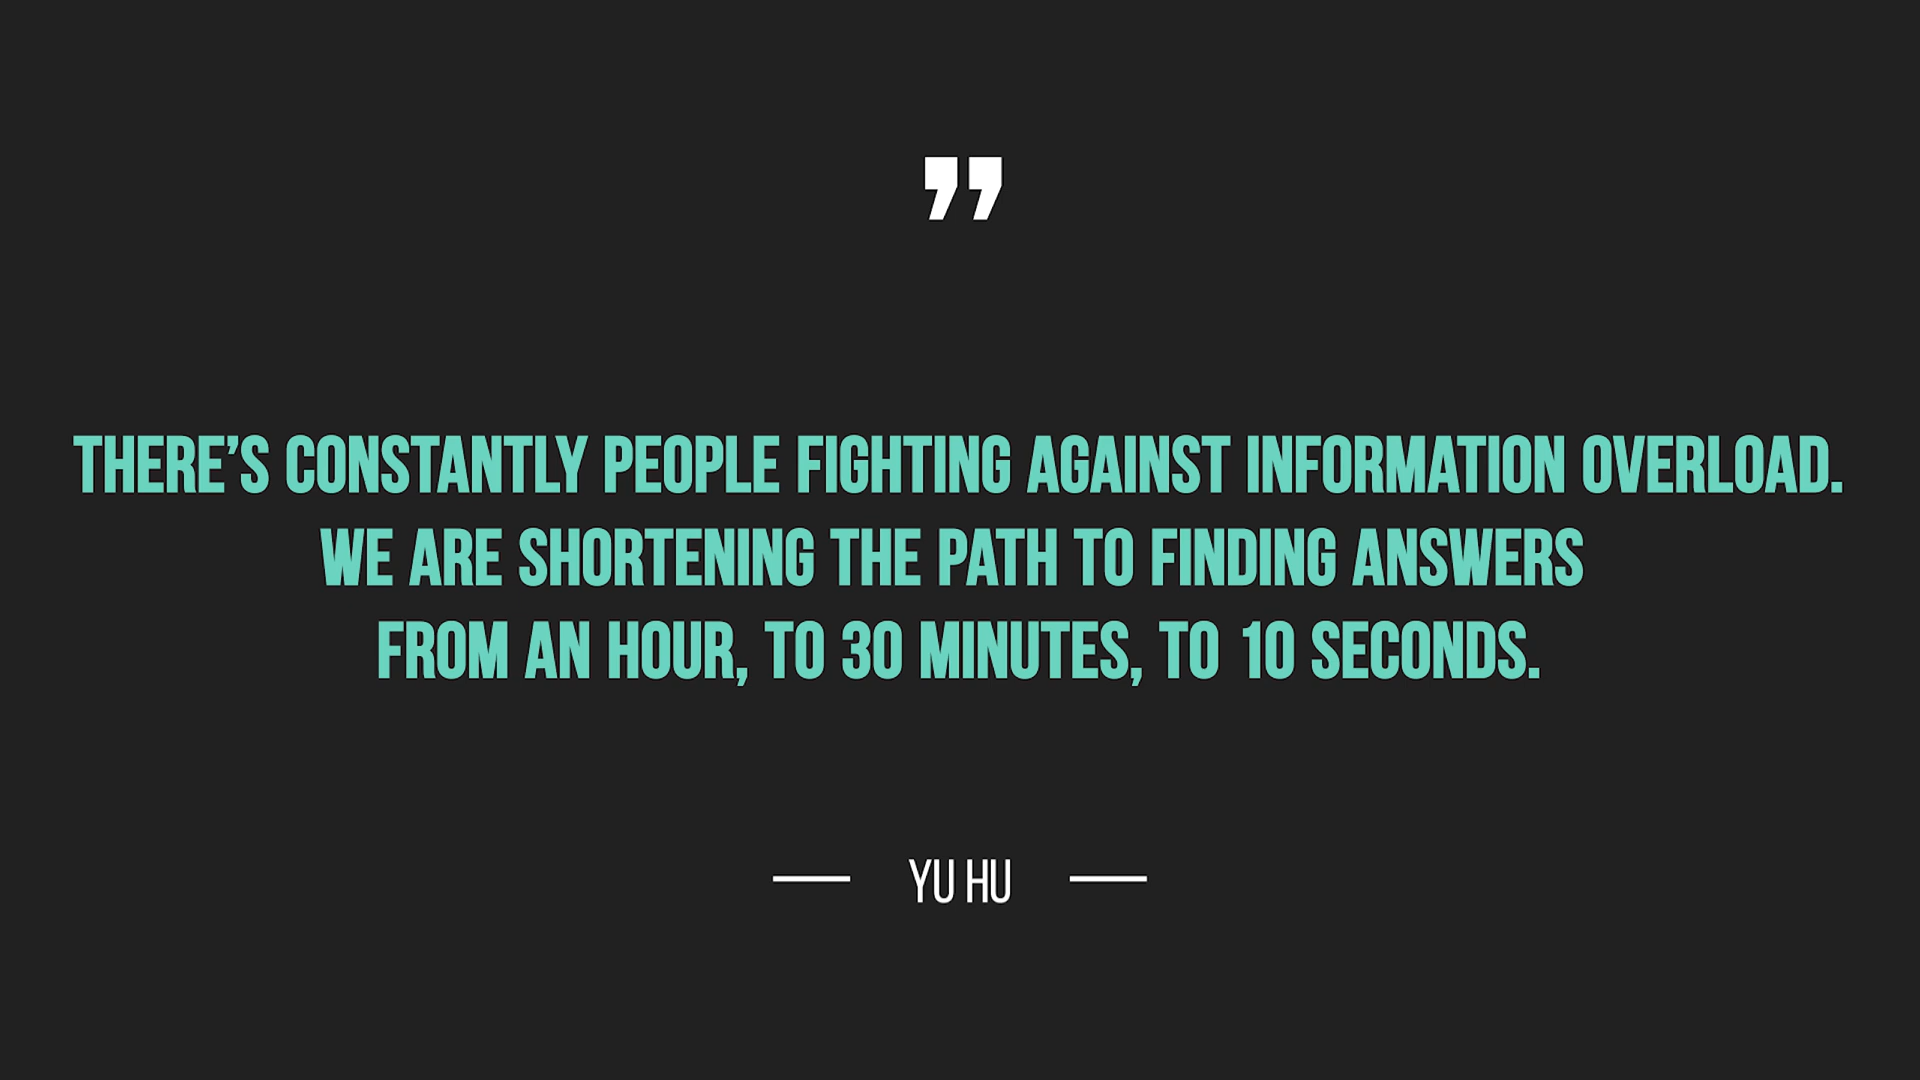 ”
THERE’S CONSTANTLY PEOPLE FIGHTING AGAINST INFORMATION OVERLOAD.
WE ARE SHORTENING THE PATH TO FINDING ANSWERS
FROM AN HOUR, TO 30 MINUTES, TO 10 SECONDS.
— YU HU —